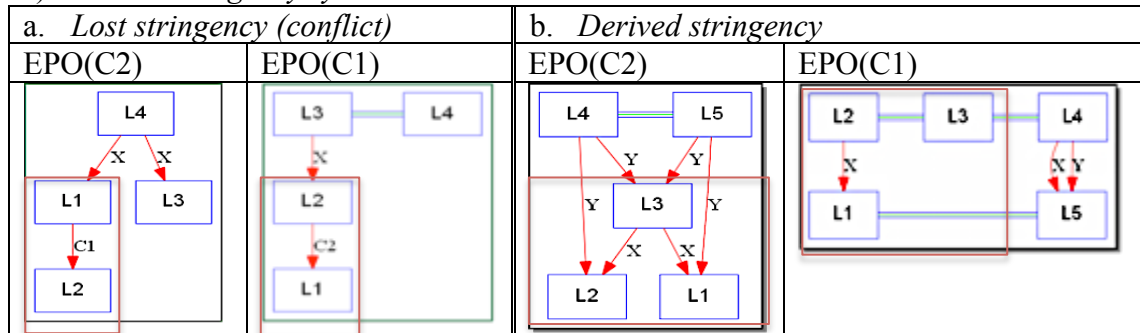 a. Lost stringency (conflict)
b. Derived stringency
EPO(C2)
EPO(C1)
EPO(C2)
EPO(C1)
L4
X X
L1 L3
C1
L2
L3 L4
X
L2
C2
L1
L4 L5
Y Y
L3
Y Y
X X
L2 L1
L2 L3 L4
X X Y
L1 L5